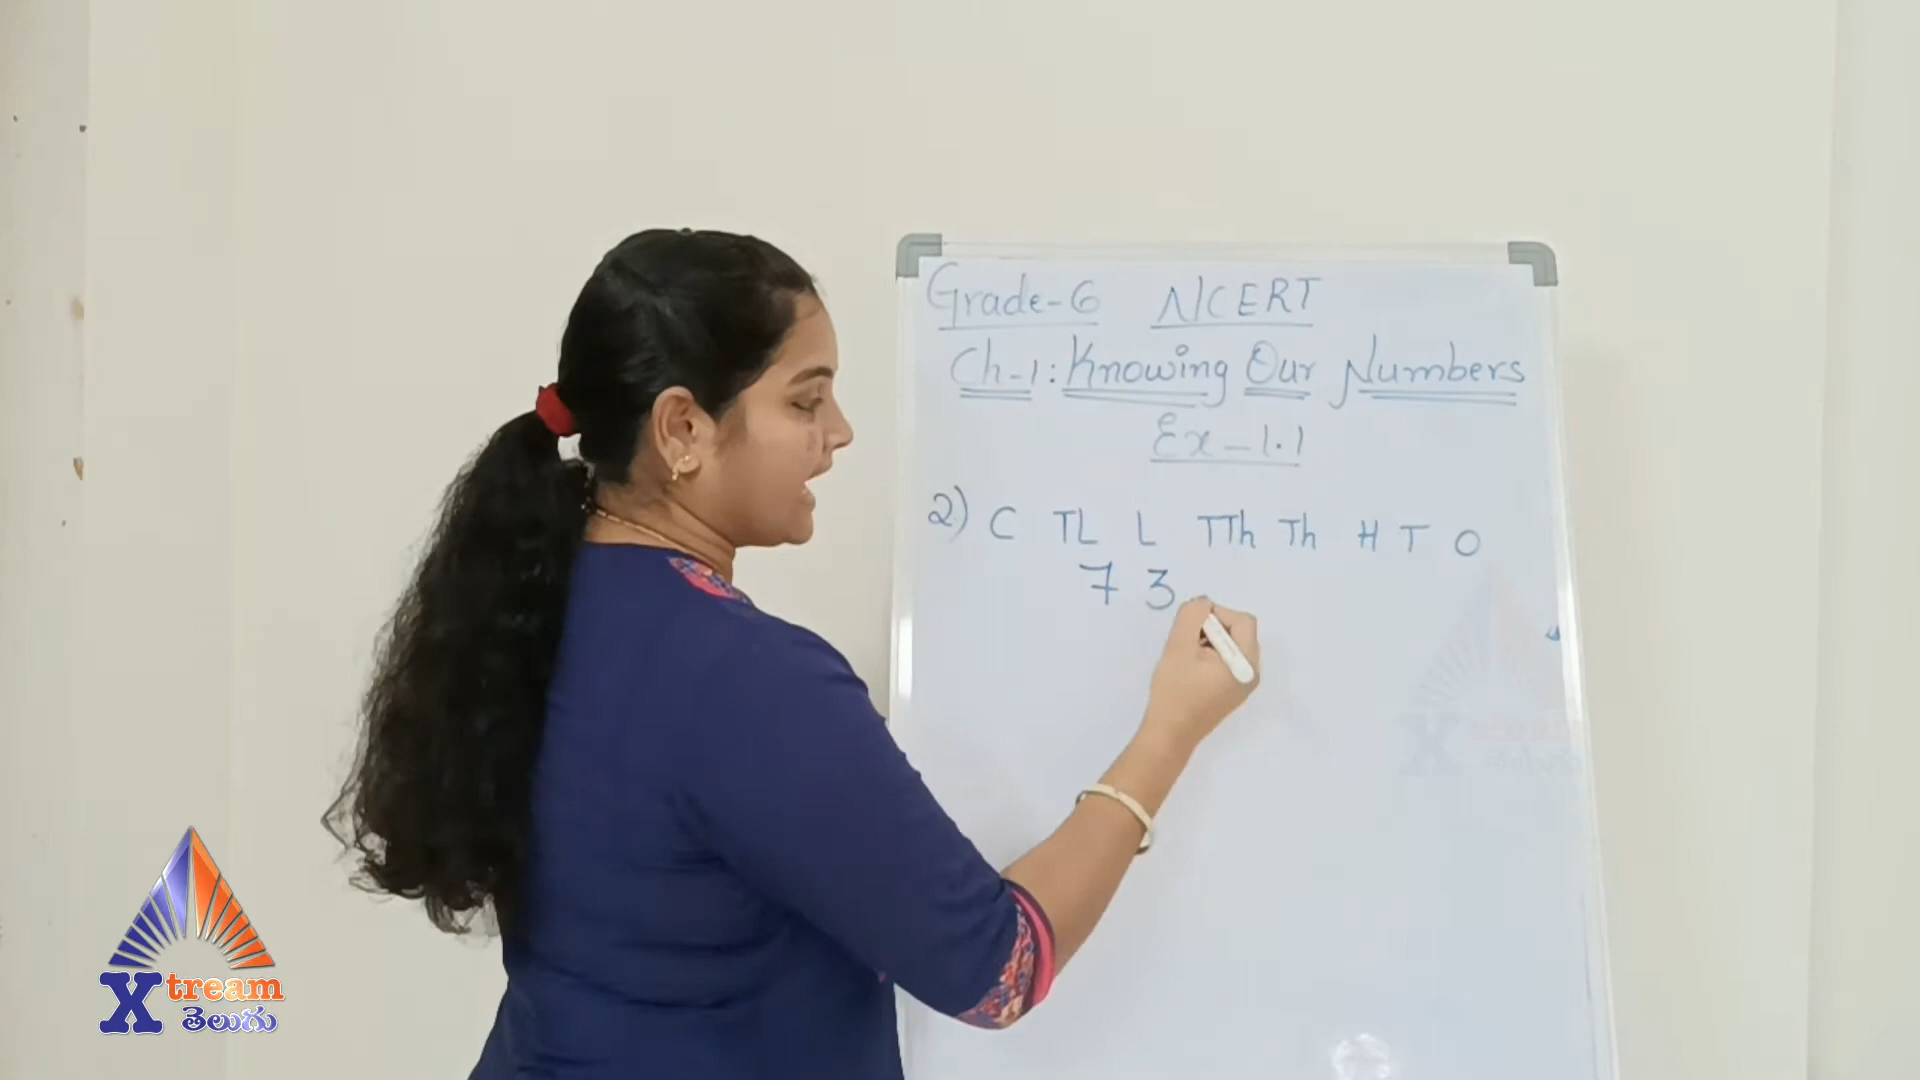 Grade-6 NCERT
Ch-1: Knowing Our Numbers
Ex-1.1
2) C TL L TTh Th H T O
7 3
Xtream
తెలుగు